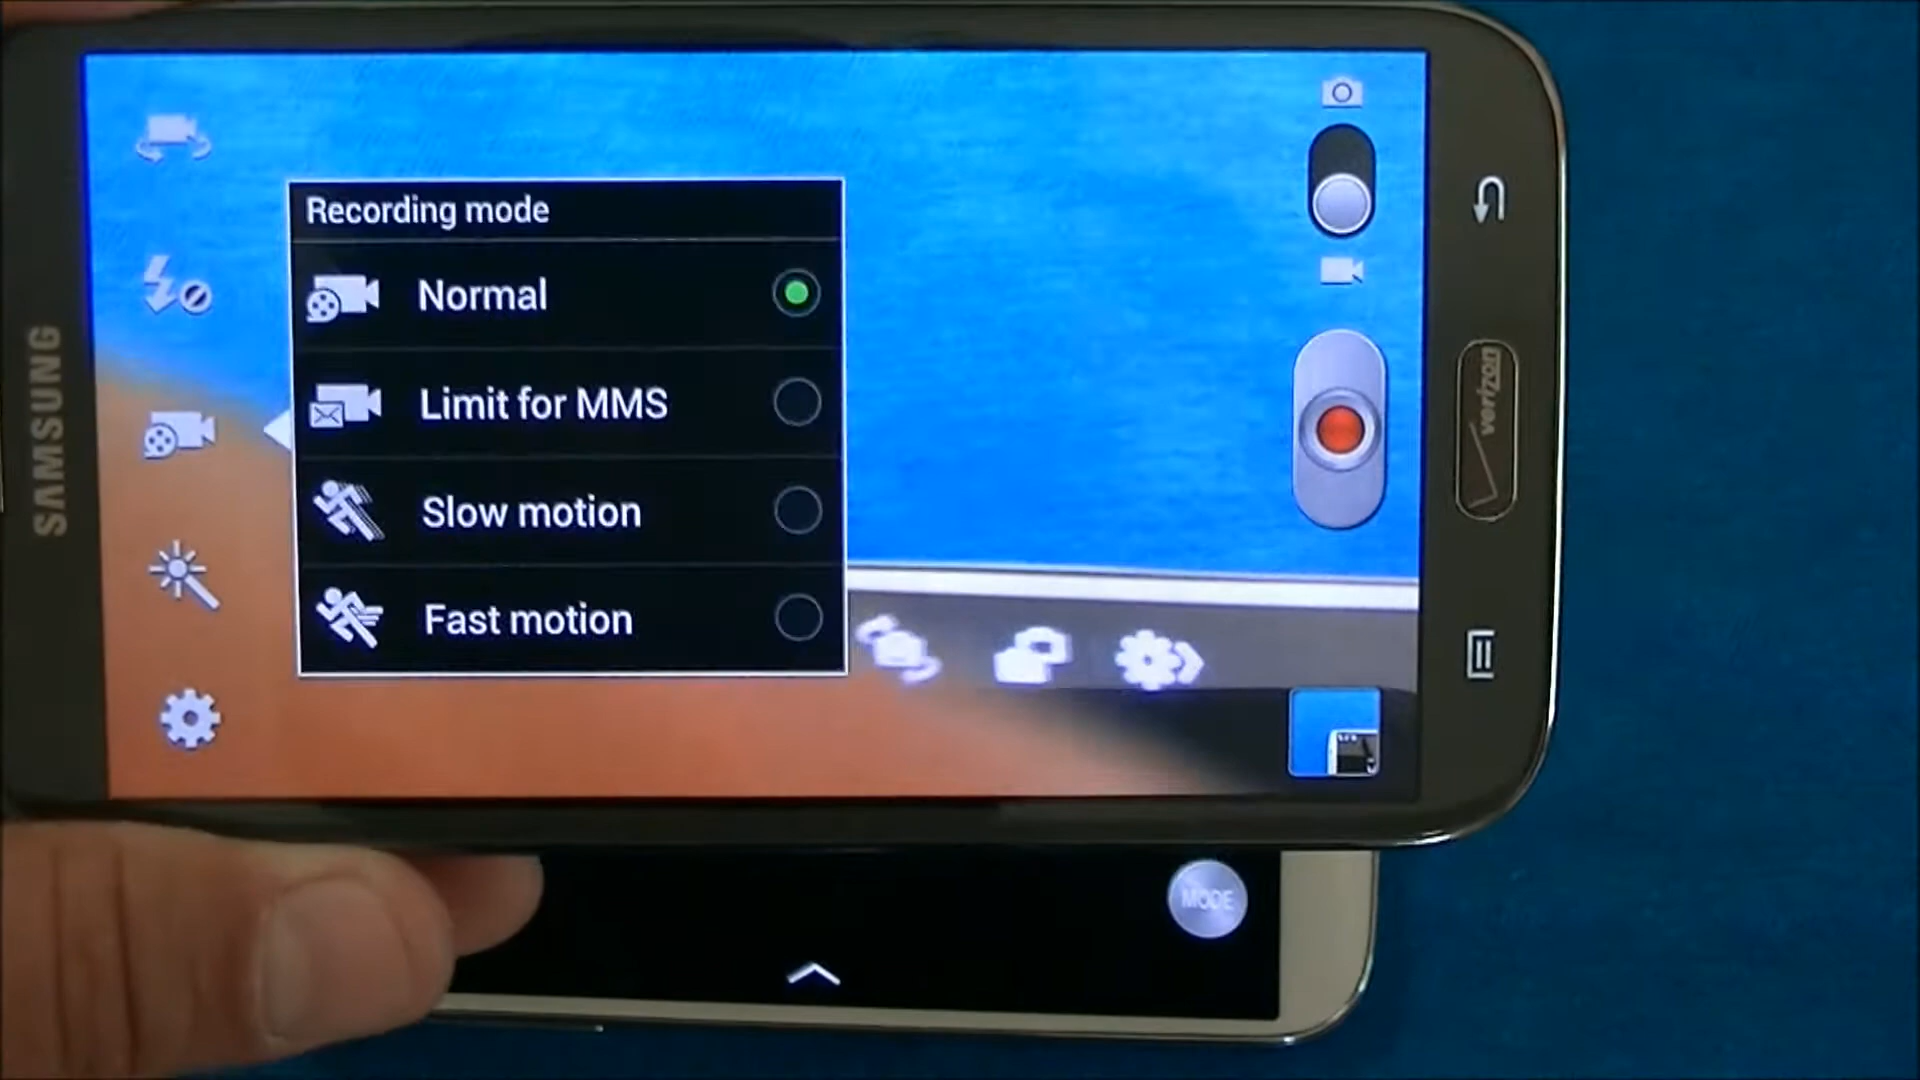 SAMSUNG
Recording mode
Normal
Limit for MMS
Slow motion
Fast motion
verizon
MODE